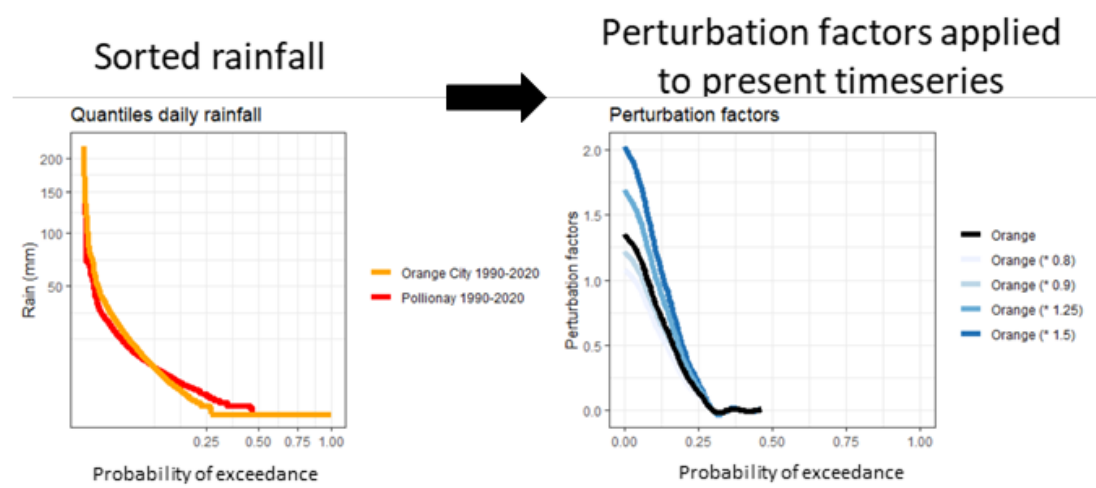 Sorted rainfall
Perturbation factors applied
to present timeseries
Quantiles daily rainfall
Rain (mm)
200
150
100
50
0.25 0.50 0.75 1.00
Probability of exceedance
Orange City 1990-2020
Pollionay 1990-2020
Perturbation factors
Perturbation factors
2.0
1.5
1.0
0.5
0.0
0.00 0.25 0.50 0.75 1.00
Probability of exceedance
Orange
Orange (* 0.8)
Orange (* 0.9)
Orange (* 1.25)
Orange (* 1.5)